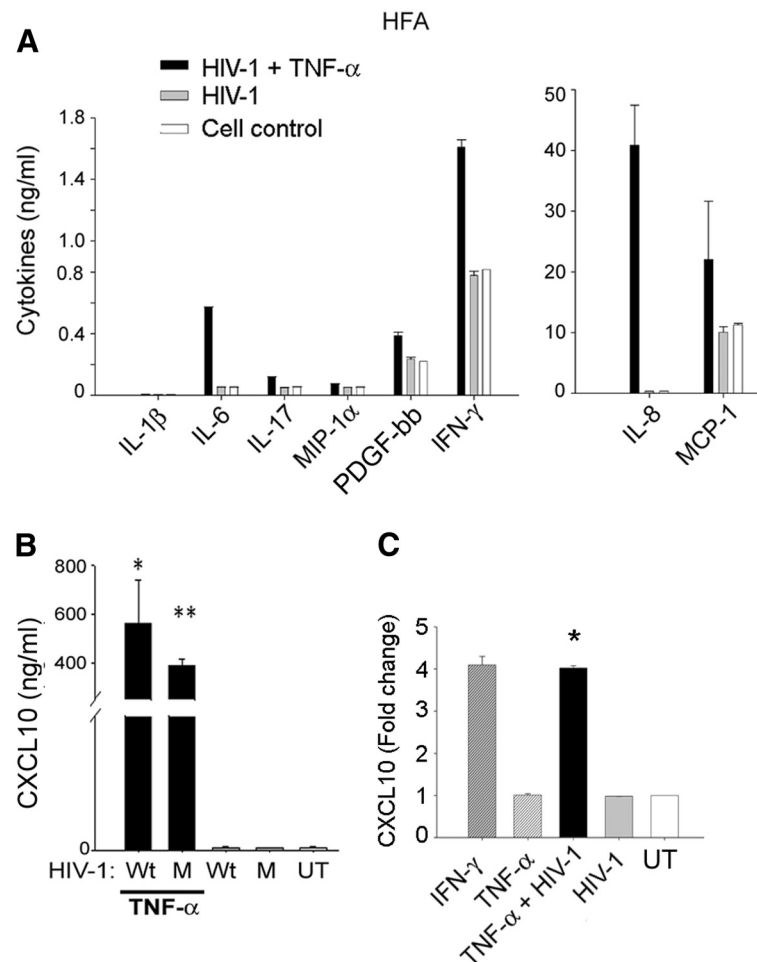 HFA
A
HIV-1 + TNF-α
HIV-1
Cell control
Cytokines (ng/ml)
1.8
1.4
1.0
0.8
0.4
0
IL-1β
IL-6
IL-17
MIP-1α
PDGF-bb
IFN-γ
50
40
30
20
10
0
IL-8
MCP-1
B
CXCL10 (ng/ml)
800
600
400
0
*
**
HIV-1: Wt M Wt M UT
TNF-α
C
CXCL10 (Fold change)
5
4
3
2
1
0
*
IFN-γ
TNF-α
TNF-α + HIV-1
HIV-1
UT